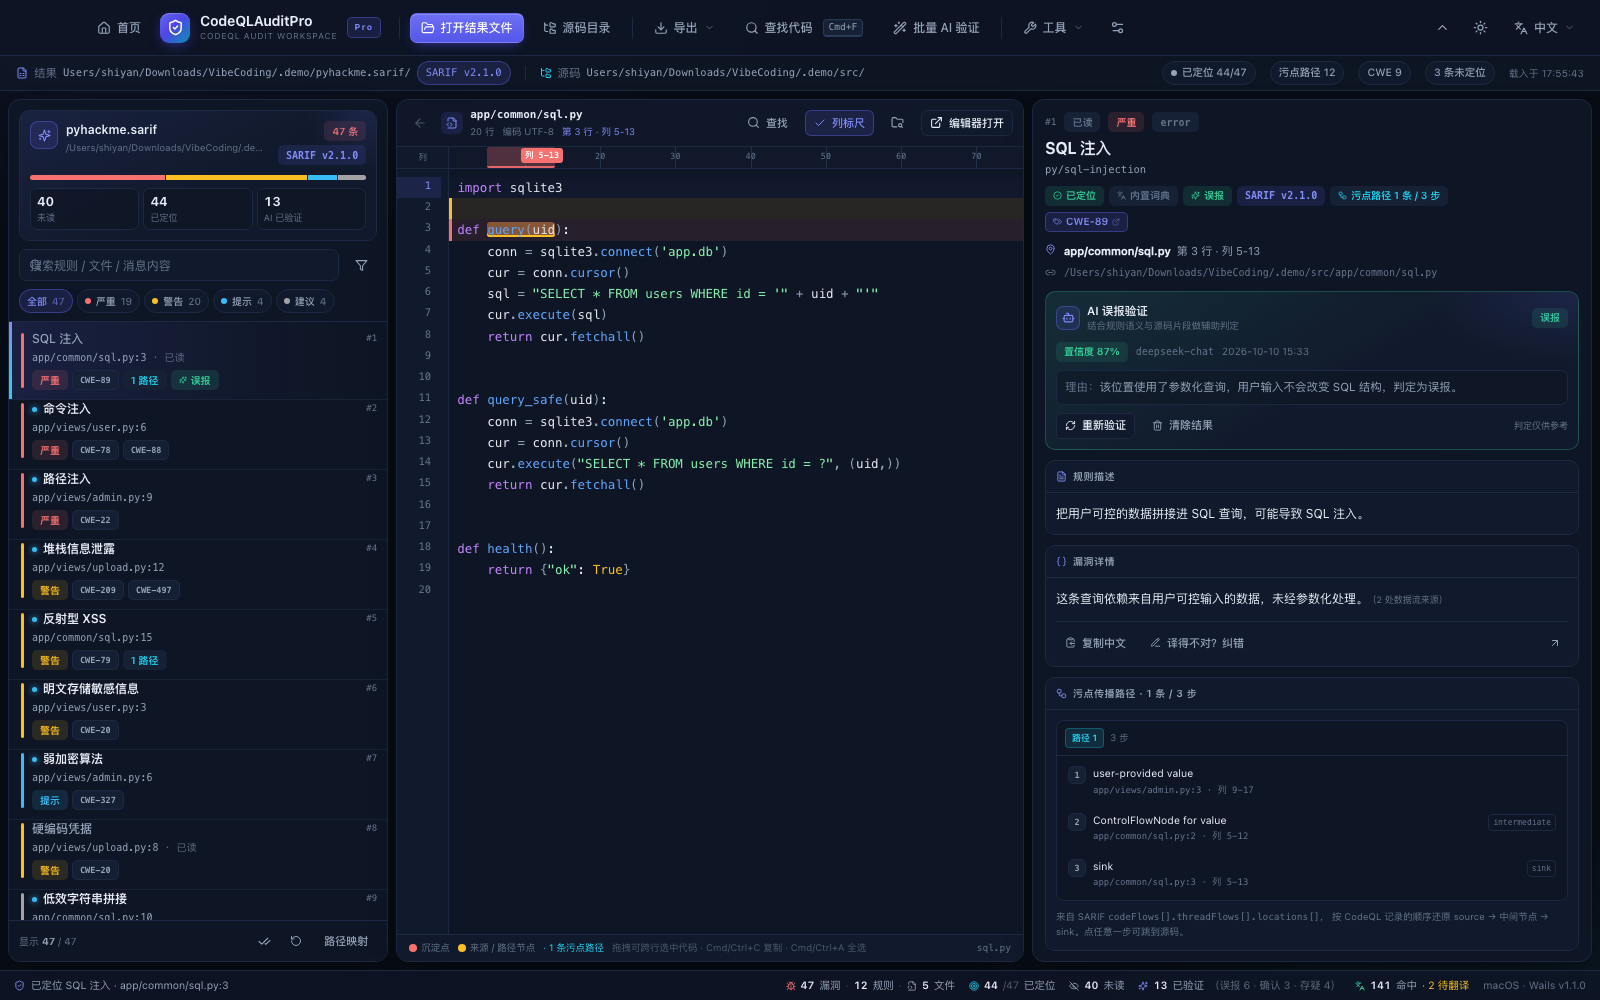 首页
CodeQLAuditPro
CODEQL AUDIT WORKSPACE
Pro
打开结果文件
源码目录
导出
查找代码 Cmd+F
批量 AI 验证
工具
中文
结果 Users/shiyan/Downloads/VibeCoding/.demo/pyhackme.sarif/ SARIF v2.1.0
源码 Users/shiyan/Downloads/VibeCoding/.demo/src/
已定位 44/47
污点路径 12
CWE 9
3 条未定位
载入于 17:55:43
pyhackme.sarif
47 条
/Users/shiyan/Downloads/VibeCoding/.de...
SARIF v2.1.0
40 未读
44 已定位
13 AI 已验证
搜索规则 / 文件 / 消息内容
全部 47
严重 19
警告 20
提示 4
建议 4
SQL 注入 #1
app/common/sql.py:3 · 已读
严重 CWE-89 1 路径 误报
命令注入 #2
app/views/user.py:6
严重 CWE-78 CWE-88
路径注入 #3
app/views/admin.py:9
严重 CWE-22
堆栈信息泄露 #4
app/views/upload.py:12
警告 CWE-209 CWE-497
反射型 XSS #5
app/common/sql.py:15
警告 CWE-79 1 路径
明文存储敏感信息 #6
app/views/user.py:3
警告 CWE-20
弱加密算法 #7
app/views/admin.py:6
提示 CWE-327
硬编码凭据 #8
app/views/upload.py:8 · 已读
警告 CWE-20
低效字符串拼接 #9
app/common/sql.py:10
显示 47 / 47
路径映射
app/common/sql.py
20 行 编码 UTF-8 第 3 行 · 列 5-13
查找
列标尺
编辑器打开
列 列 5-13 20 30 40 50 60 70
1 import sqlite3
2
3 def query(uid):
4 conn = sqlite3.connect('app.db')
5 cur = conn.cursor()
6 sql = "SELECT * FROM users WHERE id = '" + uid + "'"
7 cur.execute(sql)
8 return cur.fetchall()
9
10
11 def query_safe(uid):
12 conn = sqlite3.connect('app.db')
13 cur = conn.cursor()
14 cur.execute("SELECT * FROM users WHERE id = ?", (uid,))
15 return cur.fetchall()
16
17
18 def health():
19 return {"ok": True}
20
沉淀点 来源 / 路径节点 · 1 条污点路径 拖拽可跨行选中代码 · Cmd/Ctrl+C 复制 · Cmd/Ctrl+A 全选
sql.py
#1 已读 严重 error
SQL 注入
py/sql-injection
已定位 内置词典 误报 SARIF v2.1.0 污点路径 1 条 / 3 步
CWE-89
app/common/sql.py 第 3 行 · 列 5-13
/Users/shiyan/Downloads/VibeCoding/.demo/src/app/common/sql.py
AI 误报验证
结合规则语义与源码片段做辅助判定
误报
置信度 87% deepseek-chat 2026-10-10 15:33
理由：该位置使用了参数化查询，用户输入不会改变 SQL 结构，判定为误报。
重新验证
清除结果
判定仅供参考
规则描述
把用户可控的数据拼接进 SQL 查询，可能导致 SQL 注入。
漏洞详情
这条查询依赖来自用户可控输入的数据，未经参数化处理。 (2 处数据流来源)
复制中文
译得不对？纠错
污点传播路径 · 1 条 / 3 步
路径 1 3 步
1 user-provided value
app/views/admin.py:3 · 列 9-17
2 ControlFlowNode for value intermediate
app/common/sql.py:2 · 列 5-12
3 sink sink
app/common/sql.py:3 · 列 5-13
来自 SARIF codeFlows[].threadFlows[].locations[]， 按 CodeQL 记录的顺序还原 source → 中间节点 →
sink，点任意一步可跳到源码。
已定位 SQL 注入 · app/common/sql.py:3
47 漏洞 · 12 规则 · 5 文件
44 /47 已定位
40 未读
13 已验证 (误报 6 · 确认 3 · 存疑 4)
141 命中 · 2 待翻译
macOS · Wails v1.1.0